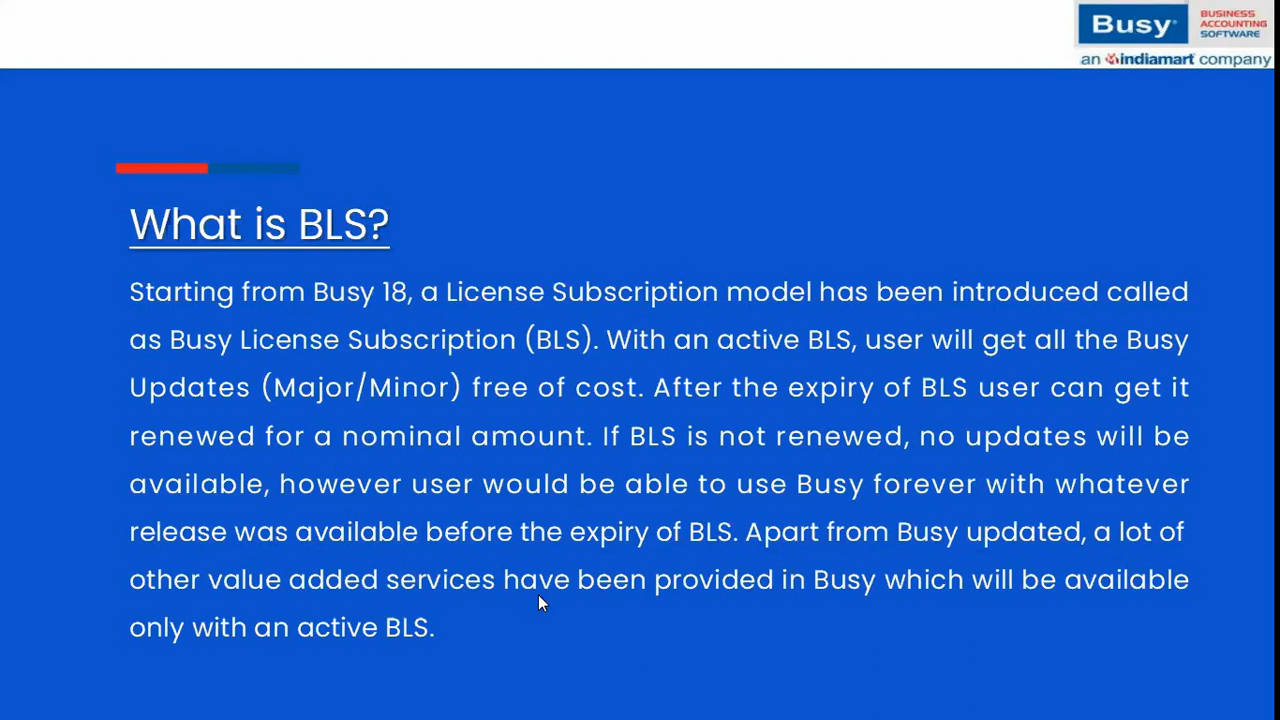 Busy
BUSINESS
ACCOUNTING
SOFTWARE
an indiamart company
What is BLS?
Starting from Busy 18, a License Subscription model has been introduced called
as Busy License Subscription (BLS). With an active BLS, user will get all the Busy
Updates (Major/Minor) free of cost. After the expiry of BLS user can get it
renewed for a nominal amount. If BLS is not renewed, no updates will be
available, however user would be able to use Busy forever with whatever
release was available before the expiry of BLS. Apart from Busy updated, a lot of
other value added services have been provided in Busy which will be available
only with an active BLS.